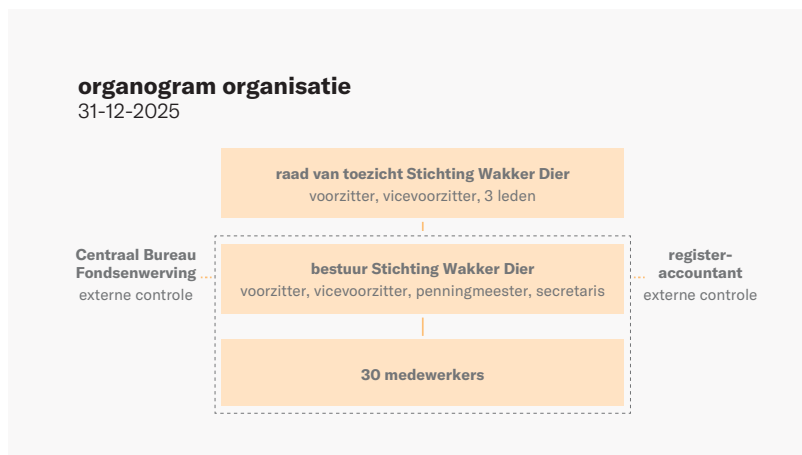 organogram organisatie
31-12-2025
raad van toezicht Stichting Wakker Dier
voorzitter, vicevoorzitter, 3 leden
Centraal Bureau
Fondsenwerving
externe controle
bestuur Stichting Wakker Dier
voorzitter, vicevoorzitter, penningmeester, secretaris
register-
accountant
externe controle
30 medewerkers